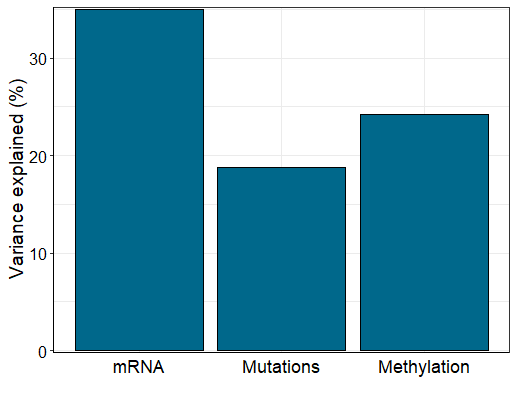 Variance explained (%)
30
20
10
0
mRNA Mutations Methylation